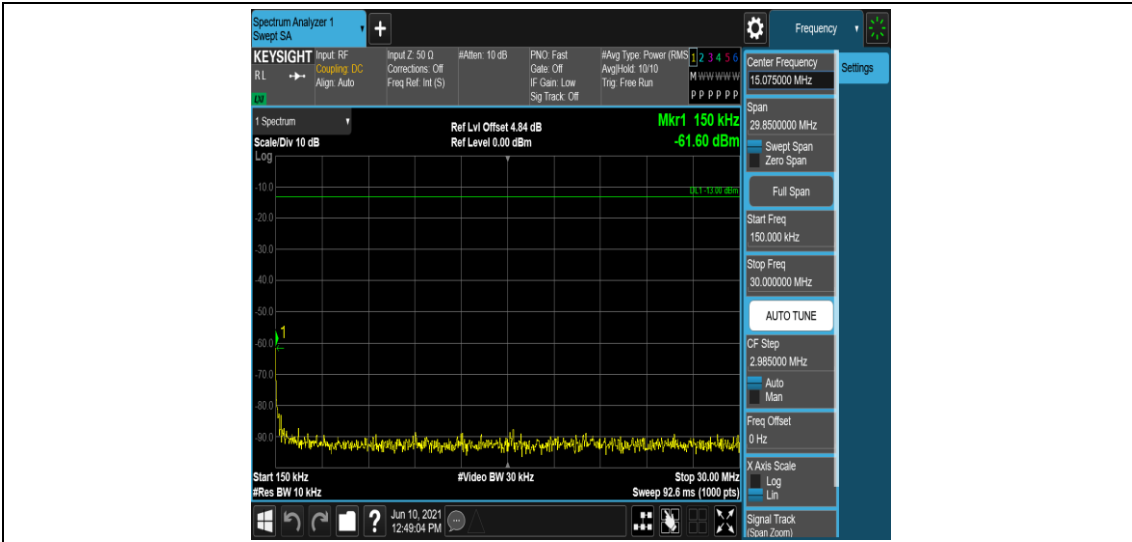 Spectrum Analyzer 1
Swept SA
Frequency
KEYSIGHT
RL
Input: RF
Coupling: DC
Align: Auto
Input Z: 50 Ω
Corrections: Off
Freq Ref: Int (S)
#Atten: 10 dB
PNO: Fast
Gate: Off
IF Gain: Low
Sig Track: Off
#Avg Type: Power (RMS
Avg|Hold: 10/10
Trig: Free Run
1 2 3 4 5 6
M W W W W W
P P P P P P
1 Spectrum
Scale/Div 10 dB
Log
Ref Lvl Offset 4.84 dB
Ref Level 0.00 dBm
Mkr1 150 kHz
-61.60 dBm
DL1 -13.00 dBm
-10.0
-20.0
-30.0
-40.0
-50.0
1
-60.0
-70.0
-80.0
-90.0
Start 150 kHz
#Res BW 10 kHz
#Video BW 30 kHz
Stop 30.00 MHz
Sweep 92.6 ms (1000 pts)
Center Frequency
15.075000 MHz
Settings
Span
29.8500000 MHz
Swept Span
Zero Span
Full Span
Start Freq
150.000 kHz
Stop Freq
30.000000 MHz
AUTO TUNE
CF Step
2.985000 MHz
Auto
Man
Freq Offset
0 Hz
X Axis Scale
Log
Lin
Signal Track
(Span Zoom)
?
Jun 10, 2021
12:49:04 PM